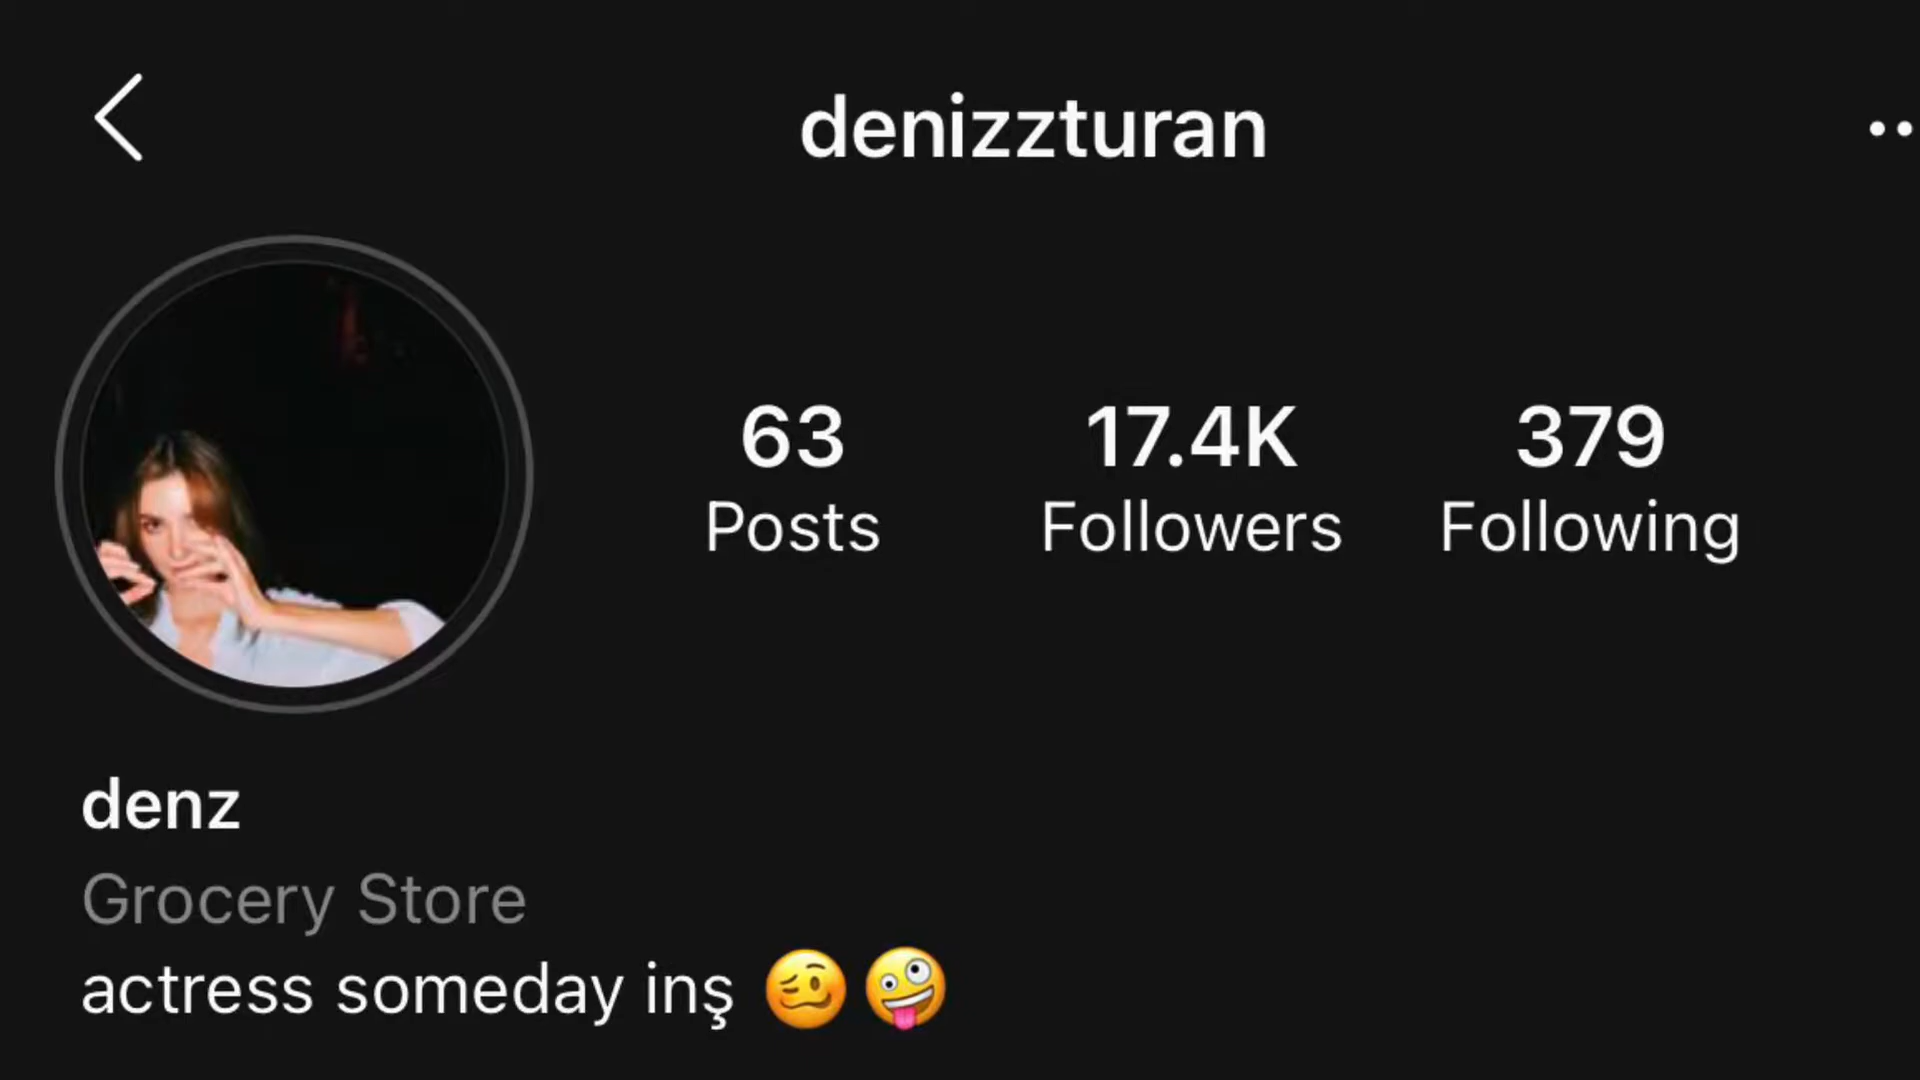 denizzturan
63 17.4K 379
Posts Followers Following
denz
Grocery Store
actress someday inş 🥴 🤪